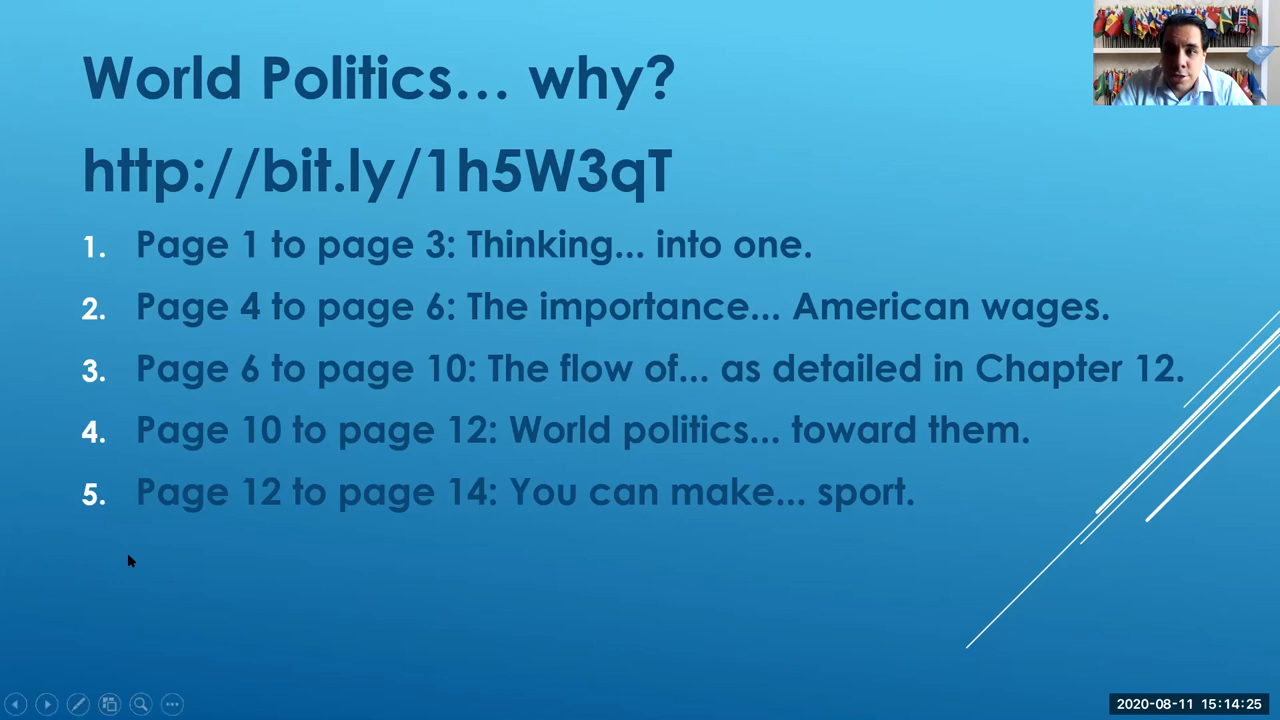 World Politics… why?
http://bit.ly/1h5W3qT
1. Page 1 to page 3: Thinking... into one.
2. Page 4 to page 6: The importance... American wages.
3. Page 6 to page 10: The flow of... as detailed in Chapter 12.
4. Page 10 to page 12: World politics... toward them.
5. Page 12 to page 14: You can make... sport.
2020-08-11 15:14:25